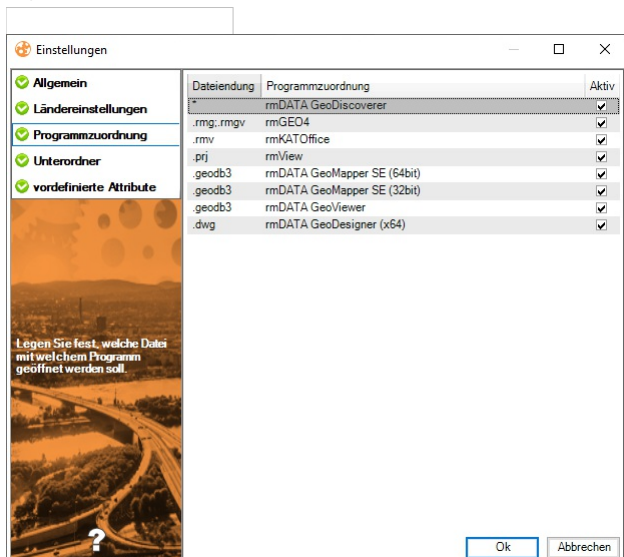 Einstellungen
Allgemein
Ländereinstellungen
Programmzuordnung
Unterordner
vordefinierte Attribute
Legen Sie fest, welche Datei
mit welchem Programm
geöffnet werden soll.
?
Dateiendung Programmzuordnung Aktiv
* rmDATA GeoDiscoverer
.rmg;.rmgv rmGEO4
.rmv rmKATOffice
.prj rmView
.geodb3 rmDATA GeoMapper SE (64bit)
.geodb3 rmDATA GeoMapper SE (32bit)
.geodb3 rmDATA GeoViewer
.dwg rmDATA GeoDesigner (x64)
Ok Abbrechen